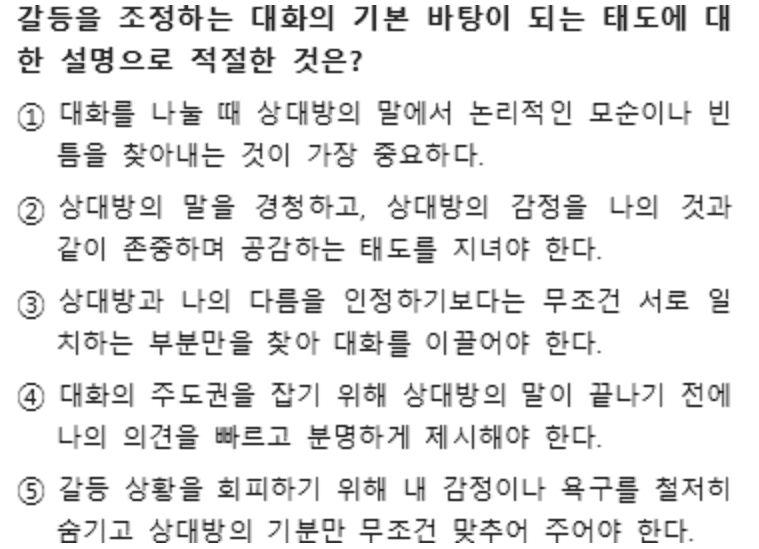 갈등을 조정하는 대화의 기본 바탕이 되는 태도에 대
한 설명으로 적절한 것은?
① 대화를 나눌 때 상대방의 말에서 논리적인 모순이나 빈
틈을 찾아내는 것이 가장 중요하다.
② 상대방의 말을 경청하고, 상대방의 감정을 나의 것과
같이 존중하며 공감하는 태도를 지녀야 한다.
③ 상대방과 나의 다름을 인정하기보다는 무조건 서로 일
치하는 부분만을 찾아 대화를 이끌어야 한다.
④ 대화의 주도권을 잡기 위해 상대방의 말이 끝나기 전에
나의 의견을 빠르고 분명하게 제시해야 한다.
⑤ 갈등 상황을 회피하기 위해 내 감정이나 욕구를 철저히
숨기고 상대방의 기분만 무조건 맞추어 주어야 한다.